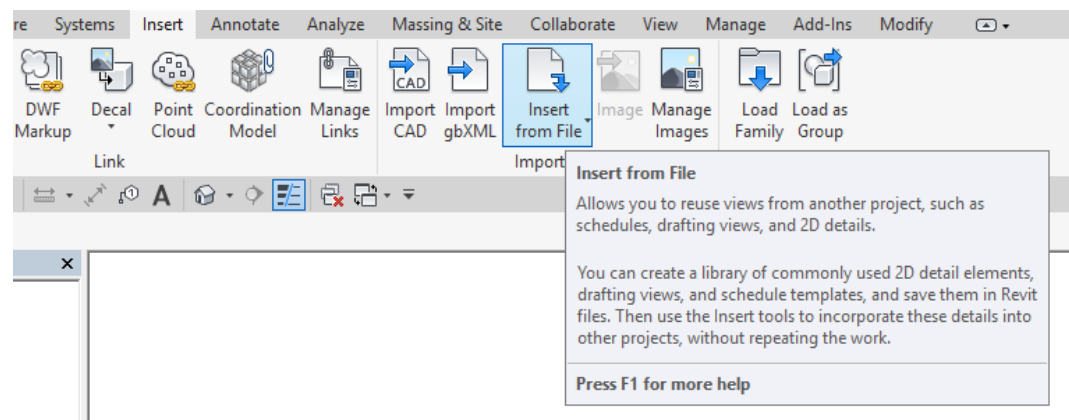 re Systems Insert Annotate Analyze Massing & Site Collaborate View Manage Add-Ins Modify
CAD
DWF Decal Point Coordination Manage Import Import Insert Image Manage Load Load as
Markup Cloud Model Links CAD gbXML from File Images Family Group
Link Import
1 A
Insert from File
Allows you to reuse views from another project, such as
schedules, drafting views, and 2D details.
You can create a library of commonly used 2D detail elements,
drafting views, and schedule templates, and save them in Revit
files. Then use the Insert tools to incorporate these details into
other projects, without repeating the work.
Press F1 for more help